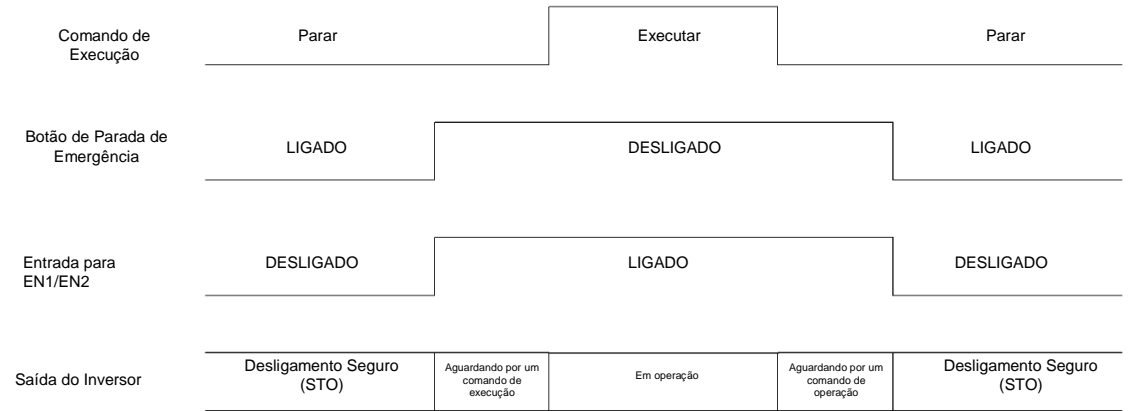 Comando de
Execução
Parar
Executar
Parar
Botão de Parada de
Emergência
LIGADO
DESLIGADO
LIGADO
Entrada para
EN1/EN2
DESLIGADO
LIGADO
DESLIGADO
Saída do Inversor
Desligamento Seguro
(STO)
Aguardando por um
comando de
execução
Em operação
Aguardando por um
comando de
operação
Desligamento Seguro
(STO)